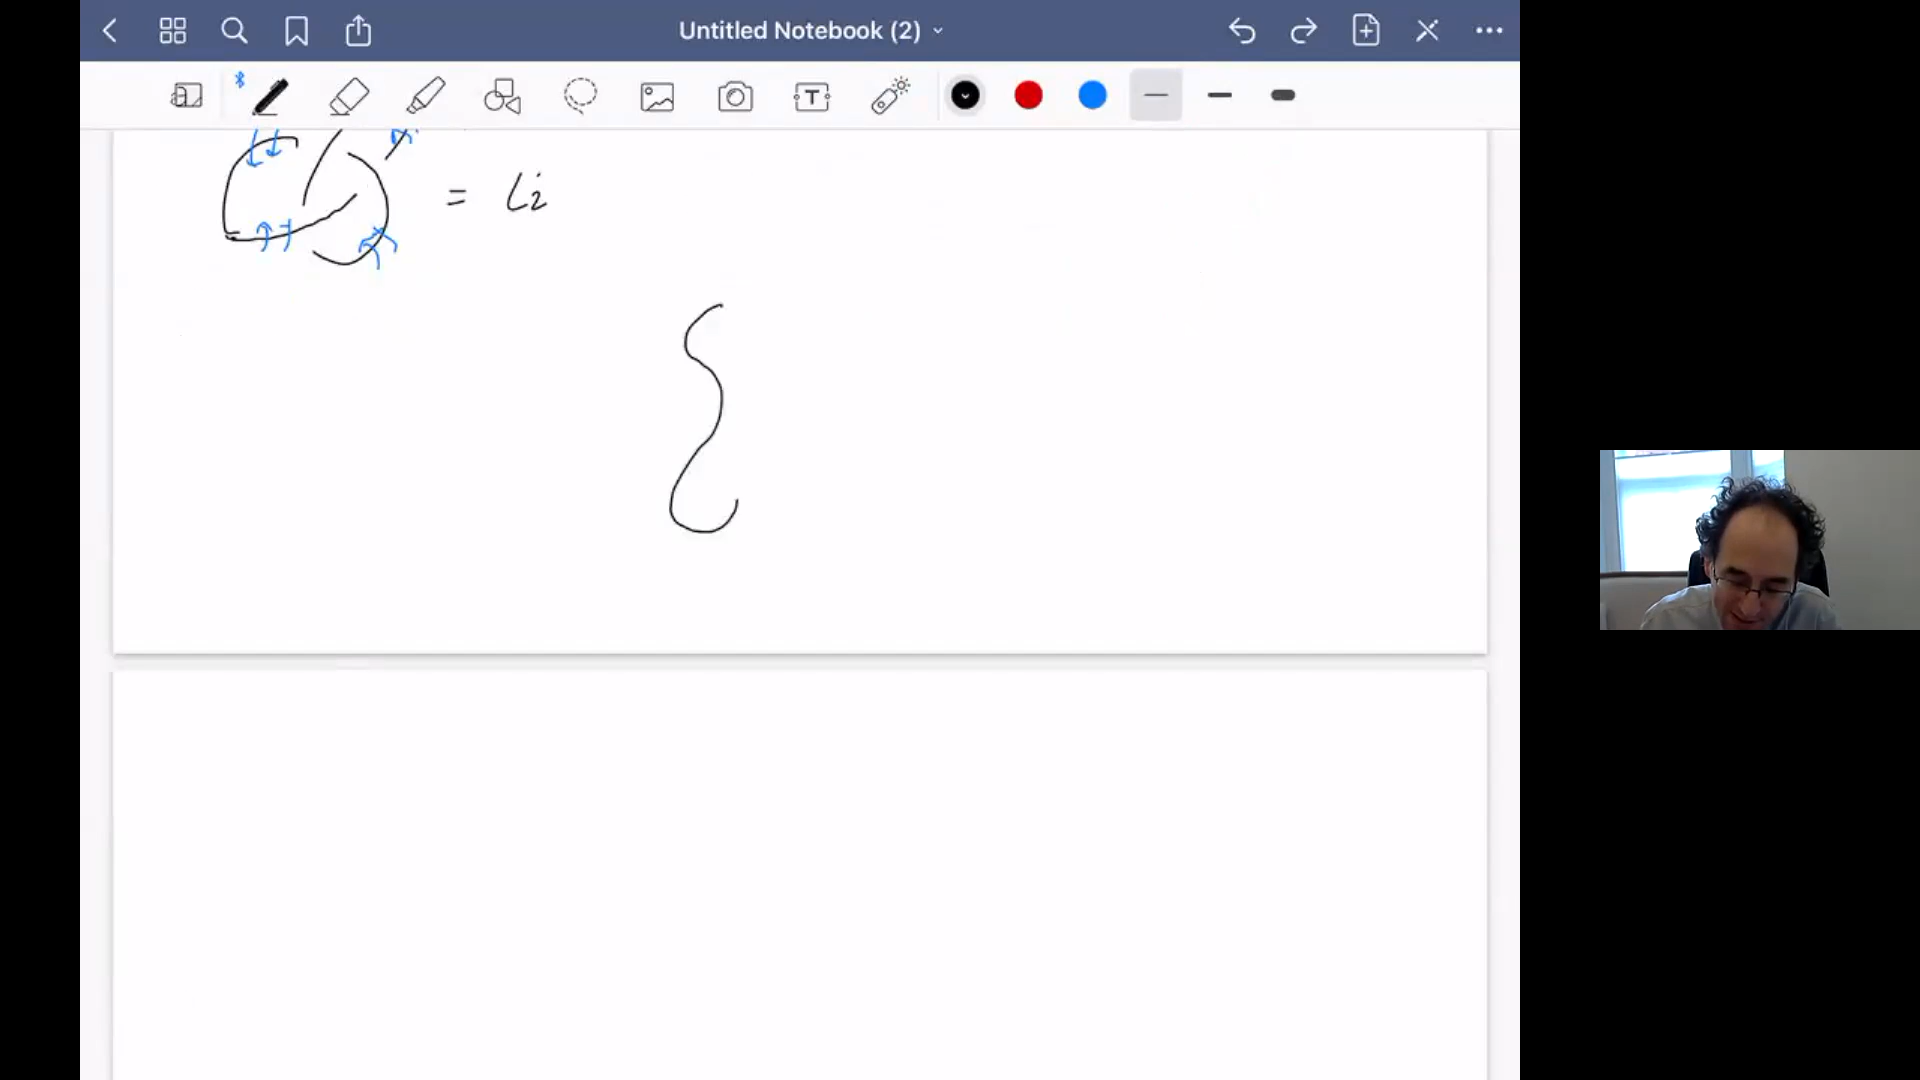 Untitled Notebook (2)
T
= Li